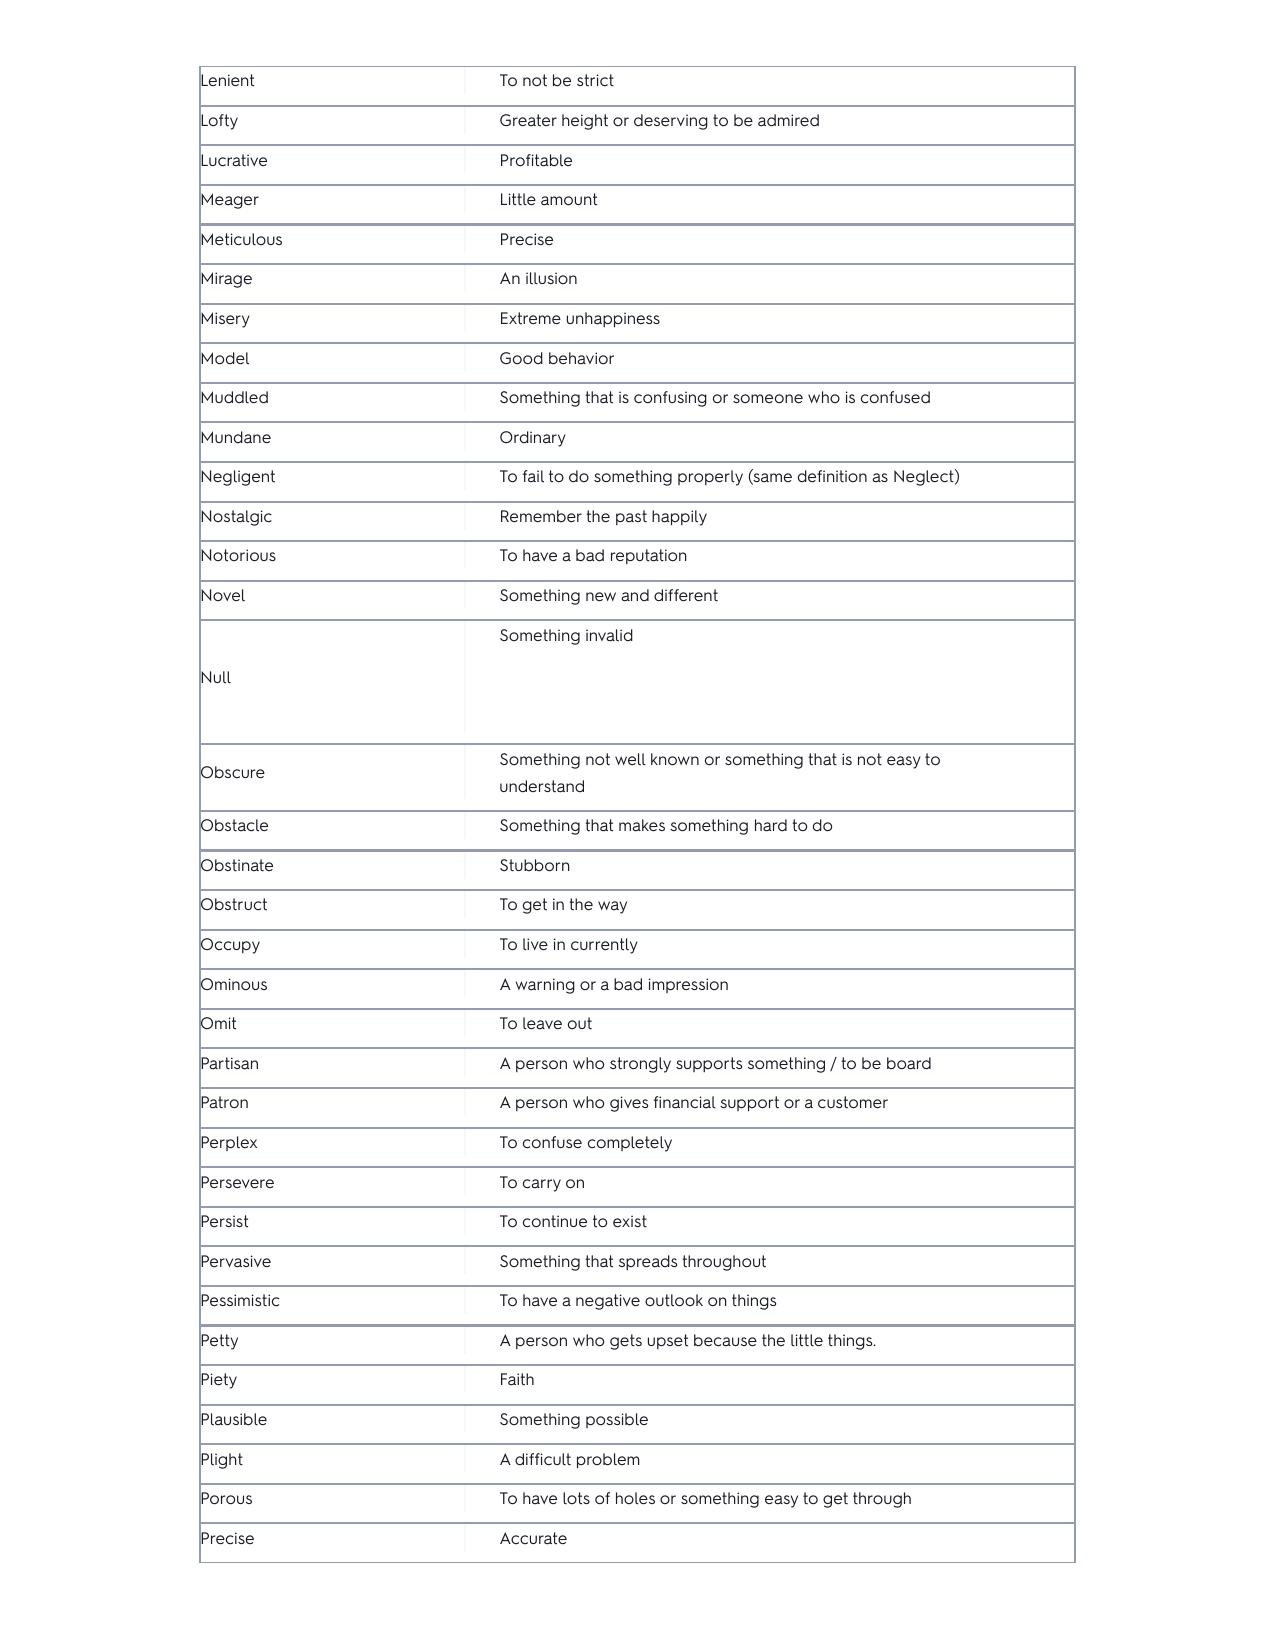 Lenient To not be strict
Lofty Greater height or deserving to be admired
Lucrative Profitable
Meager Little amount
Meticulous Precise
Mirage An illusion
Misery Extreme unhappiness
Model Good behavior
Muddled Something that is confusing or someone who is confused
Mundane Ordinary
Negligent To fail to do something properly (same definition as Neglect)
Nostalgic Remember the past happily
Notorious To have a bad reputation
Novel Something new and different
Something invalid
Null
Something not well known or something that is not easy to
Obscure
understand
Obstacle Something that makes something hard to do
Obstinate Stubborn
Obstruct To get in the way
Occupy To live in currently
Ominous A warning or a bad impression
Omit To leave out
Partisan A person who strongly supports something / to be board
Patron A person who gives financial support or a customer
Perplex To confuse completely
Persevere To carry on
Persist To continue to exist
Pervasive Something that spreads throughout
Pessimistic To have a negative outlook on things
Petty A person who gets upset because the little things.
Piety Faith
Plausible Something possible
Plight A difficult problem
Porous To have lots of holes or something easy to get through
Precise Accurate